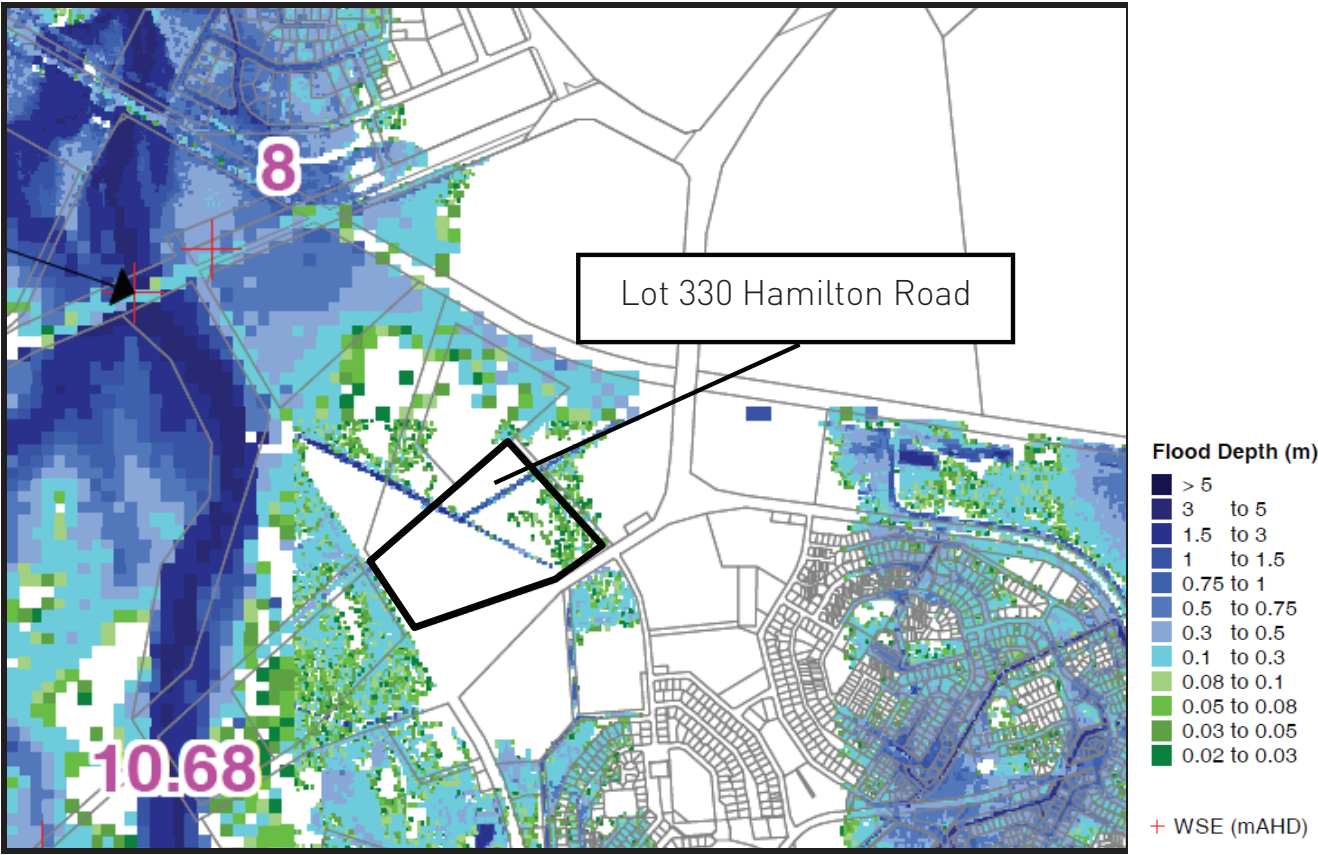 8
Lot 330 Hamilton Road
10.68
Flood Depth (m)
> 5
3 to 5
1.5 to 3
1 to 1.5
0.75 to 1
0.5 to 0.75
0.3 to 0.5
0.1 to 0.3
0.08 to 0.1
0.05 to 0.08
0.03 to 0.05
0.02 to 0.03
WSE (mAHD)